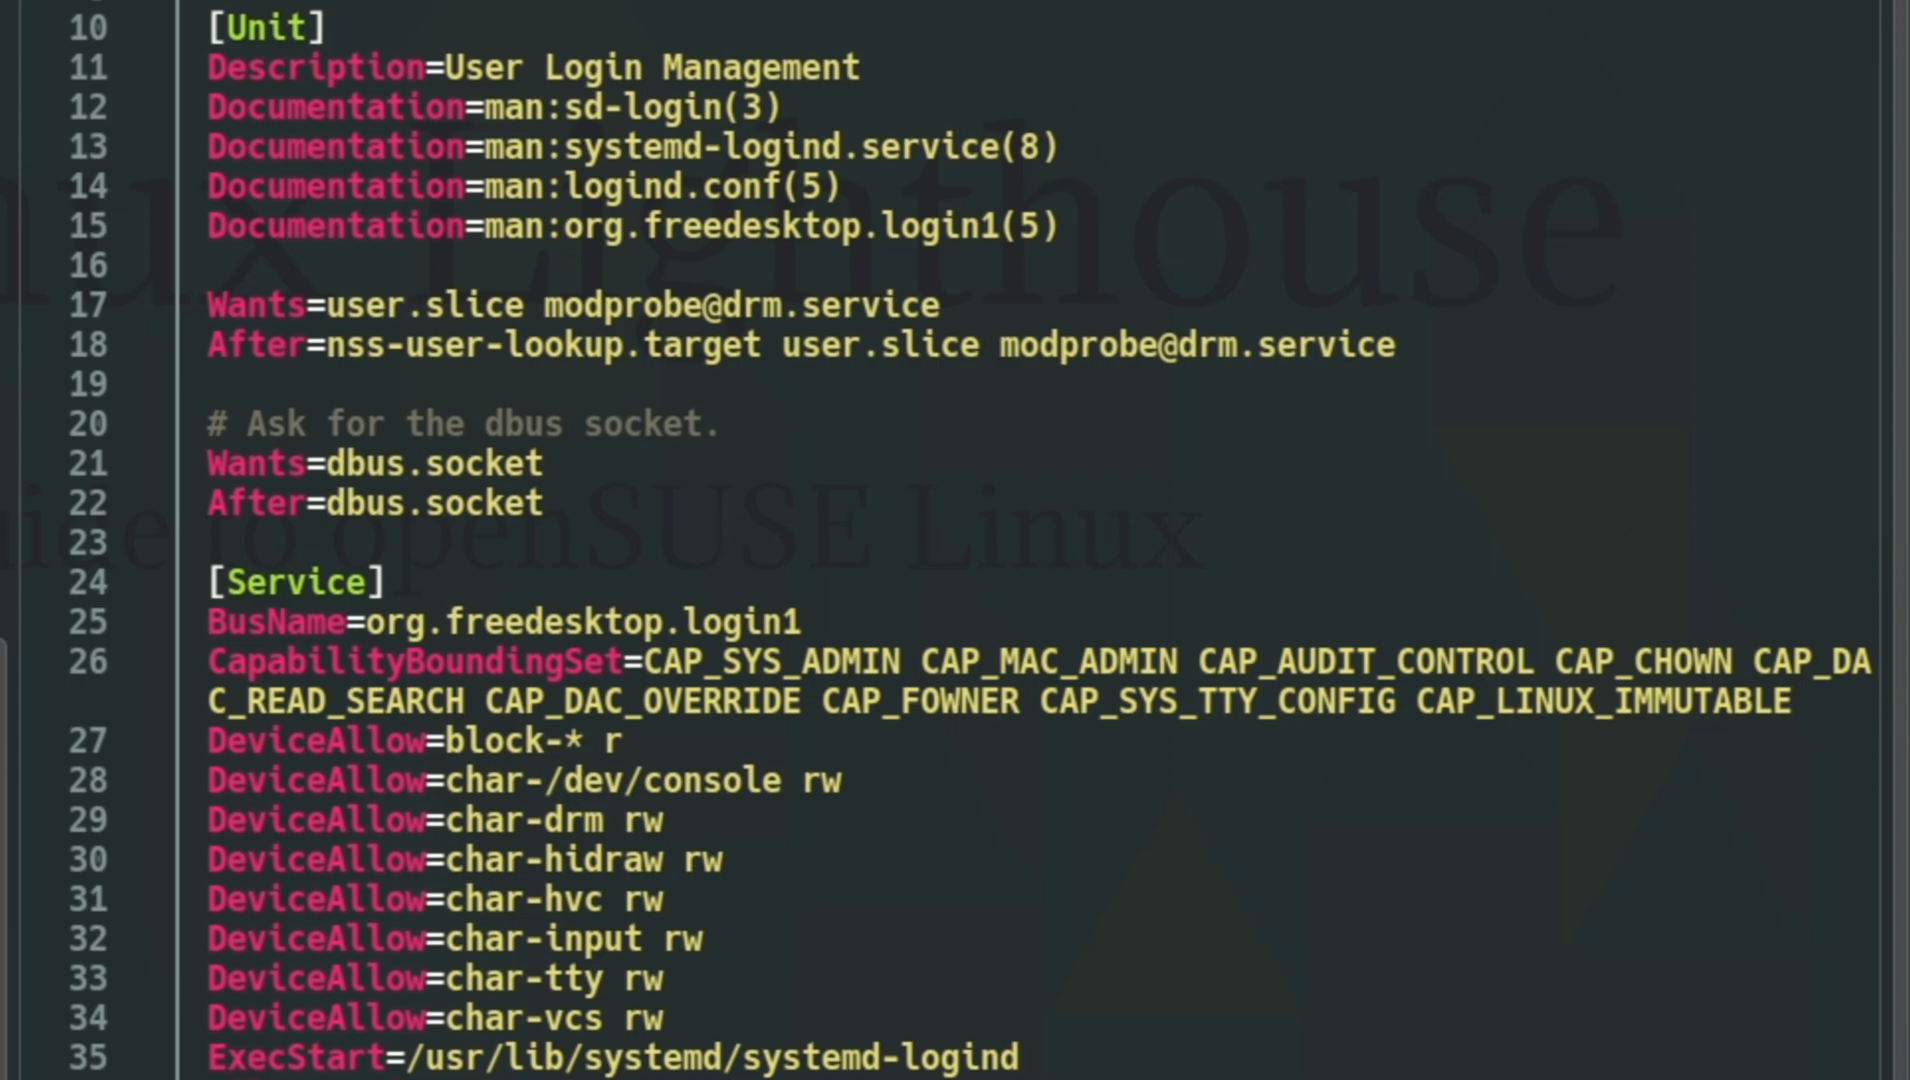 10 [Unit]
11 Description=User Login Management
12 Documentation=man:sd-login(3)
13 Documentation=man:systemd-logind.service(8)
14 Documentation=man:logind.conf(5)
15 Documentation=man:org.freedesktop.login1(5)
16
17 Wants=user.slice modprobe@drm.service
18 After=nss-user-lookup.target user.slice modprobe@drm.service
19
20 # Ask for the dbus socket.
21 Wants=dbus.socket
22 After=dbus.socket
23
24 [Service]
25 BusName=org.freedesktop.login1
26 CapabilityBoundingSet=CAP_SYS_ADMIN CAP_MAC_ADMIN CAP_AUDIT_CONTROL CAP_CHOWN CAP_DA
C_READ_SEARCH CAP_DAC_OVERRIDE CAP_FOWNER CAP_SYS_TTY_CONFIG CAP_LINUX_IMMUTABLE
27 DeviceAllow=block-* r
28 DeviceAllow=char-/dev/console rw
29 DeviceAllow=char-drm rw
30 DeviceAllow=char-hidraw rw
31 DeviceAllow=char-hvc rw
32 DeviceAllow=char-input rw
33 DeviceAllow=char-tty rw
34 DeviceAllow=char-vcs rw
35 ExecStart=/usr/lib/systemd/systemd-logind
nux Lighthouse
uide to openSUSE Linux